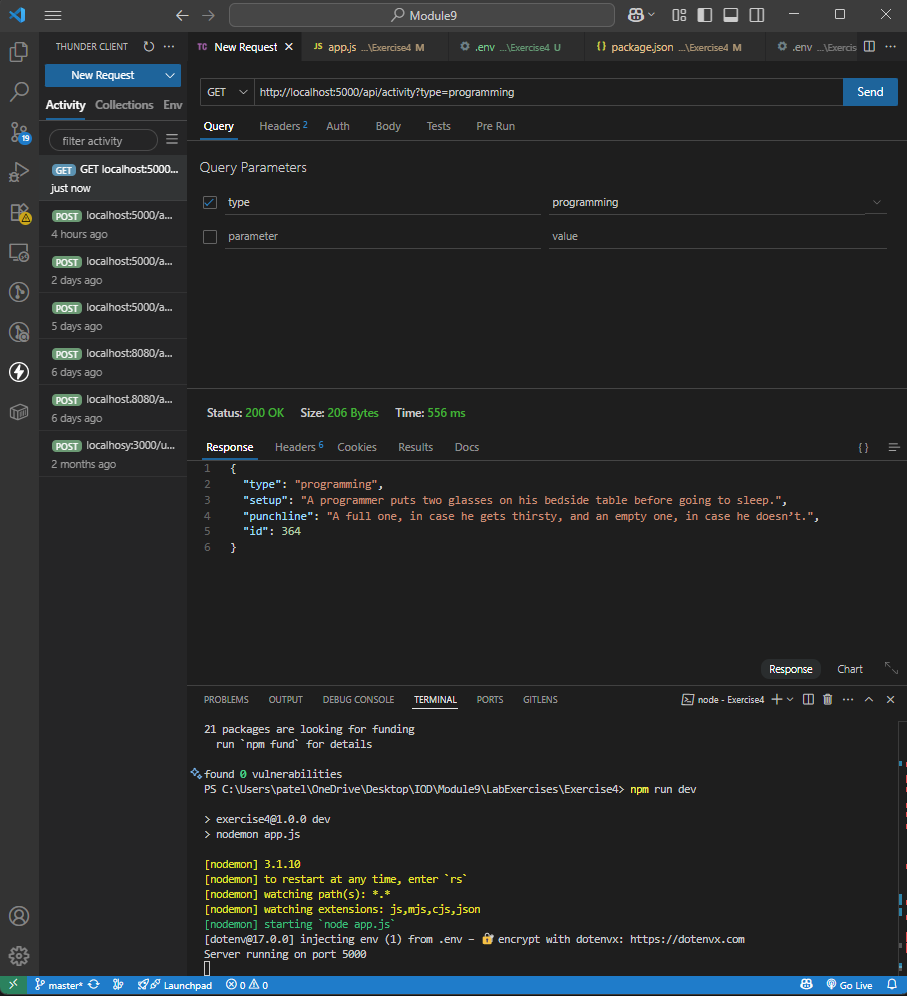 Module9
THUNDER CLIENT
New Request
Activity Collections Env
filter activity
GET GET localhost:5000...
just now
POST localhost:5000/a...
4 hours ago
POST localhost:5000/a...
2 days ago
POST localhost:5000/a...
5 days ago
POST localhost:8080/a...
6 days ago
POST localhost.8080/a...
6 days ago
POST localhosy:3000/u...
2 months ago
19
TC New Request JS app.js ...\Exercise4 M .env ...\Exercise4 U {} package.json ...\Exercise4 M .env ...\Exercis
GET http://localhost:5000/api/activity?type=programming Send
Query Headers 2 Auth Body Tests Pre Run
Query Parameters
type programming
parameter value
Status: 200 OK Size: 206 Bytes Time: 556 ms
Response Headers 6 Cookies Results Docs { }
1 {
2 "type": "programming",
3 "setup": "A programmer puts two glasses on his bedside table before going to sleep.",
4 "punchline": "A full one, in case he gets thirsty, and an empty one, in case he doesn’t.",
5 "id": 364
6 }
Response Chart
PROBLEMS OUTPUT DEBUG CONSOLE TERMINAL PORTS GITLENS node - Exercise4
21 packages are looking for funding
run `npm fund` for details
found 0 vulnerabilities
PS C:\Users\patel\OneDrive\Desktop\IOD\Module9\LabExercises\Exercise4> npm run dev
> exercise4@1.0.0 dev
> nodemon app.js
[nodemon] 3.1.10
[nodemon] to restart at any time, enter `rs`
[nodemon] watching path(s): *.*
[nodemon] watching extensions: js,mjs,cjs,json
[nodemon] starting `node app.js`
[dotenv@17.0.0] injecting env (1) from .env – 🔐 encrypt with dotenvx: https://dotenvx.com
Server running on port 5000
master* Launchpad 0 0 Go Live